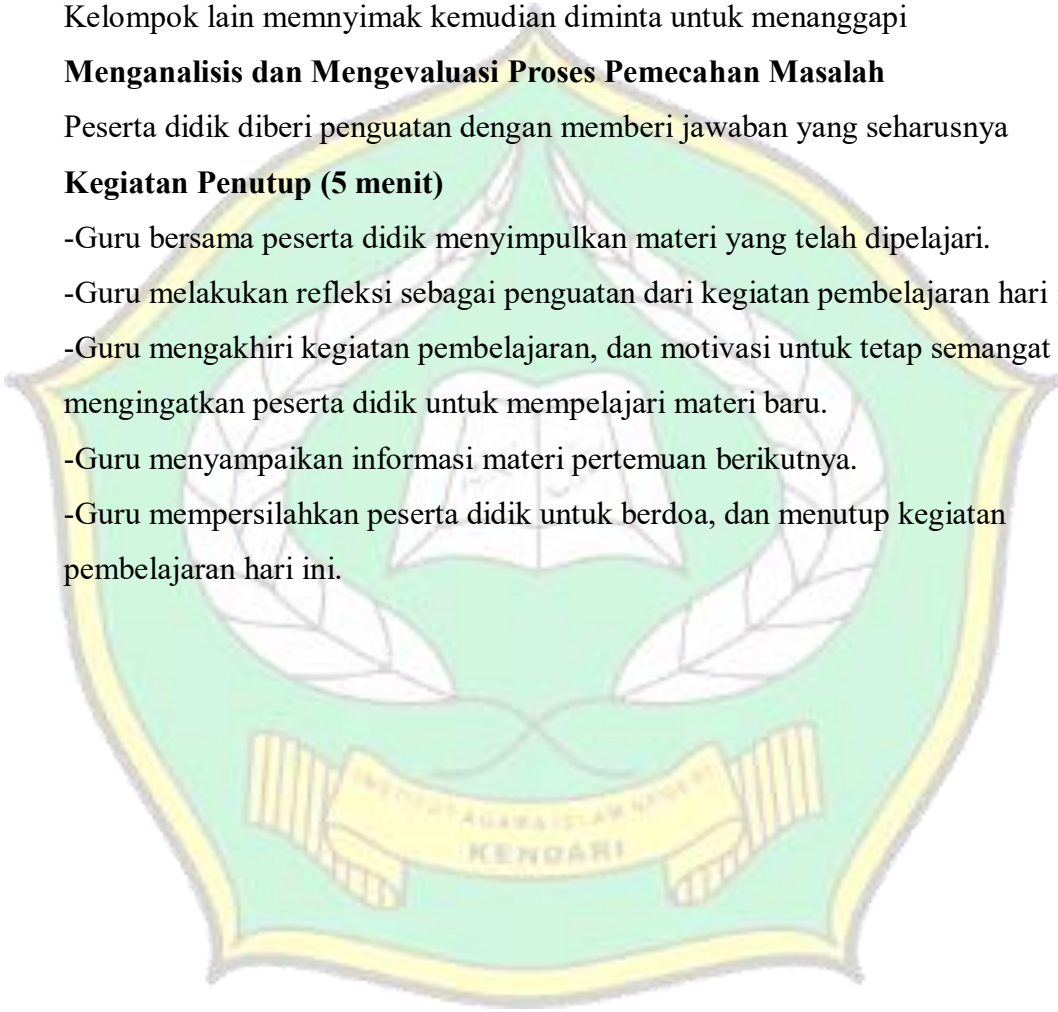 Kelompok lain memnyimak kemudian diminta untuk menanggapi
Menganalisis dan Mengevaluasi Proses Pemecahan Masalah
Peserta didik diberi penguatan dengan memberi jawaban yang seharusnya
Kegiatan Penutup (5 menit)
-Guru bersama peserta didik menyimpulkan materi yang telah dipelajari.
-Guru melakukan refleksi sebagai penguatan dari kegiatan pembelajaran hari
-Guru mengakhiri kegiatan pembelajaran, dan motivasi untuk tetap semangat
mengingatkan peserta didik untuk mempelajari materi baru.
-Guru menyampaikan informasi materi pertemuan berikutnya.
-Guru mempersilahkan peserta didik untuk berdoa, dan menutup kegiatan
pembelajaran hari ini.
INSTITUT AGAMA ISLAM NEGERI
KENDARI